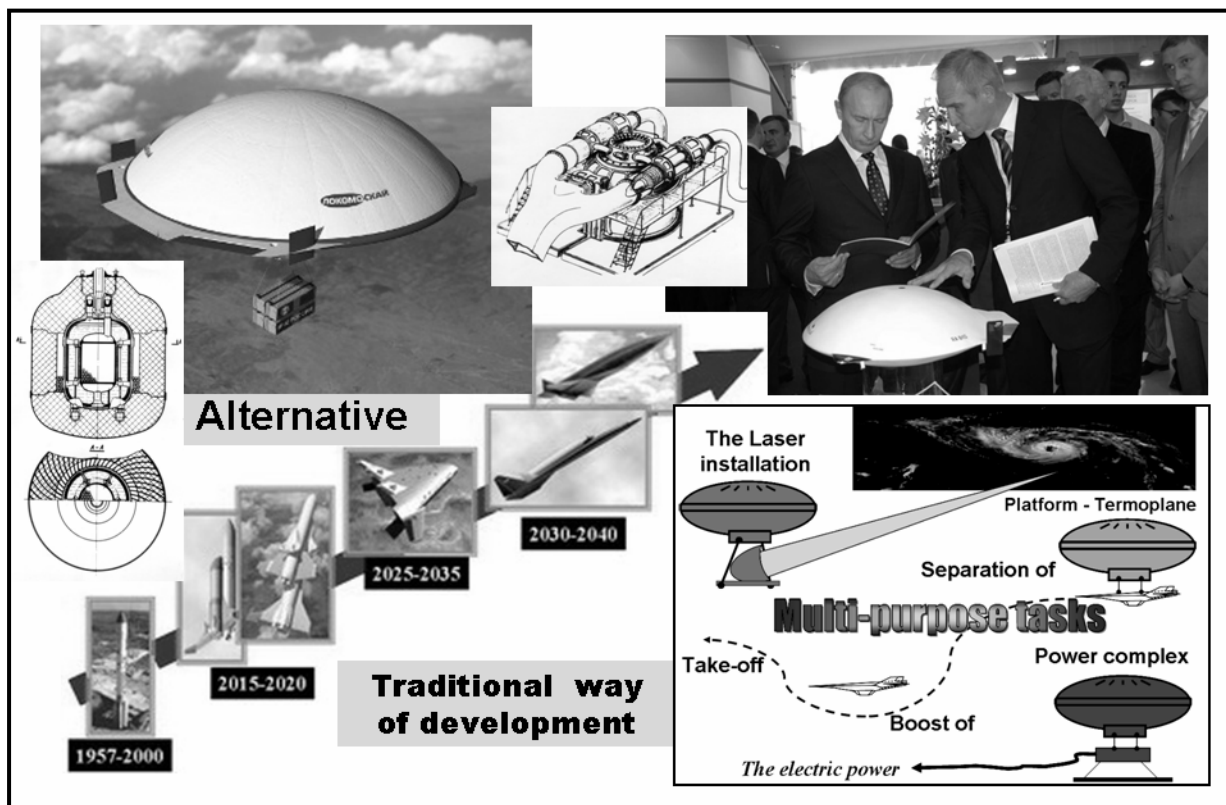 ЛОКОМОСКАЙ
Alternative
1957-2000
2015-2020
2025-2035
2030-2040
Traditional way
of development
The Laser
installation
Platform - Termoplane
Separation of
Multi-purpose tasks
Take-off
Power complex
Boost of
The electric power